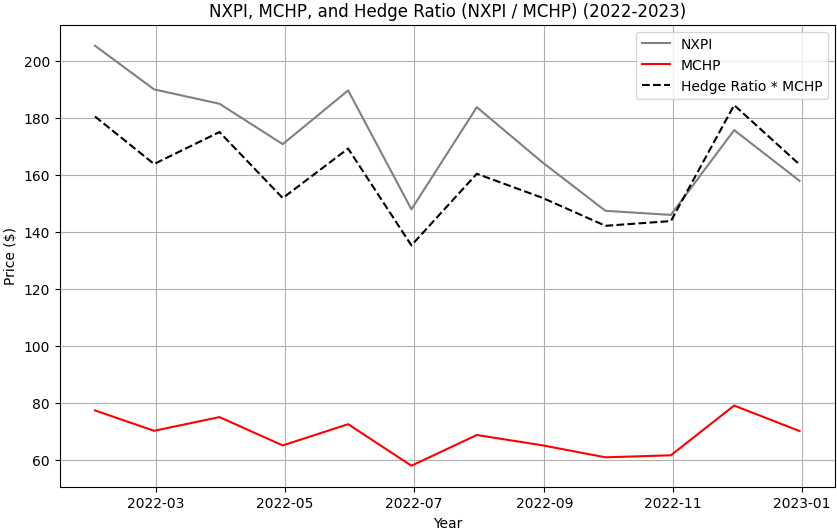 NXPI, MCHP, and Hedge Ratio (NXPI / MCHP) (2022-2023)
NXPI
MCHP
Hedge Ratio * MCHP
Price ($)
200
180
160
140
120
100
80
60
2022-03
2022-05
2022-07
2022-09
2022-11
2023-01
Year